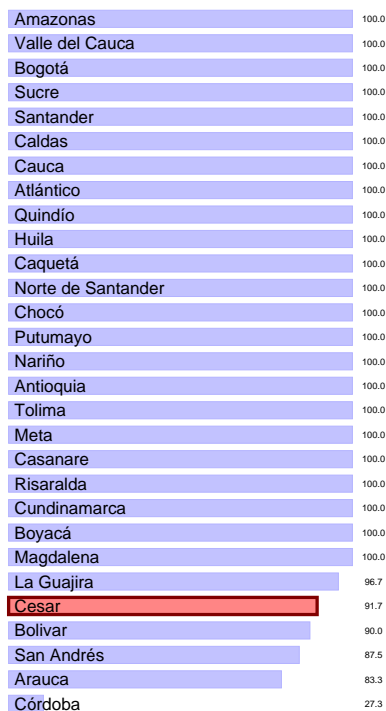 Amazonas 100.0
Valle del Cauca 100.0
Bogotá 100.0
Sucre 100.0
Santander 100.0
Caldas 100.0
Cauca 100.0
Atlántico 100.0
Quindío 100.0
Huila 100.0
Caquetá 100.0
Norte de Santander 100.0
Chocó 100.0
Putumayo 100.0
Nariño 100.0
Antioquia 100.0
Tolima 100.0
Meta 100.0
Casanare 100.0
Risaralda 100.0
Cundinamarca 100.0
Boyacá 100.0
Magdalena 100.0
La Guajira 96.7
Cesar 91.7
Bolivar 90.0
San Andrés 87.5
Arauca 83.3
Córdoba 27.3